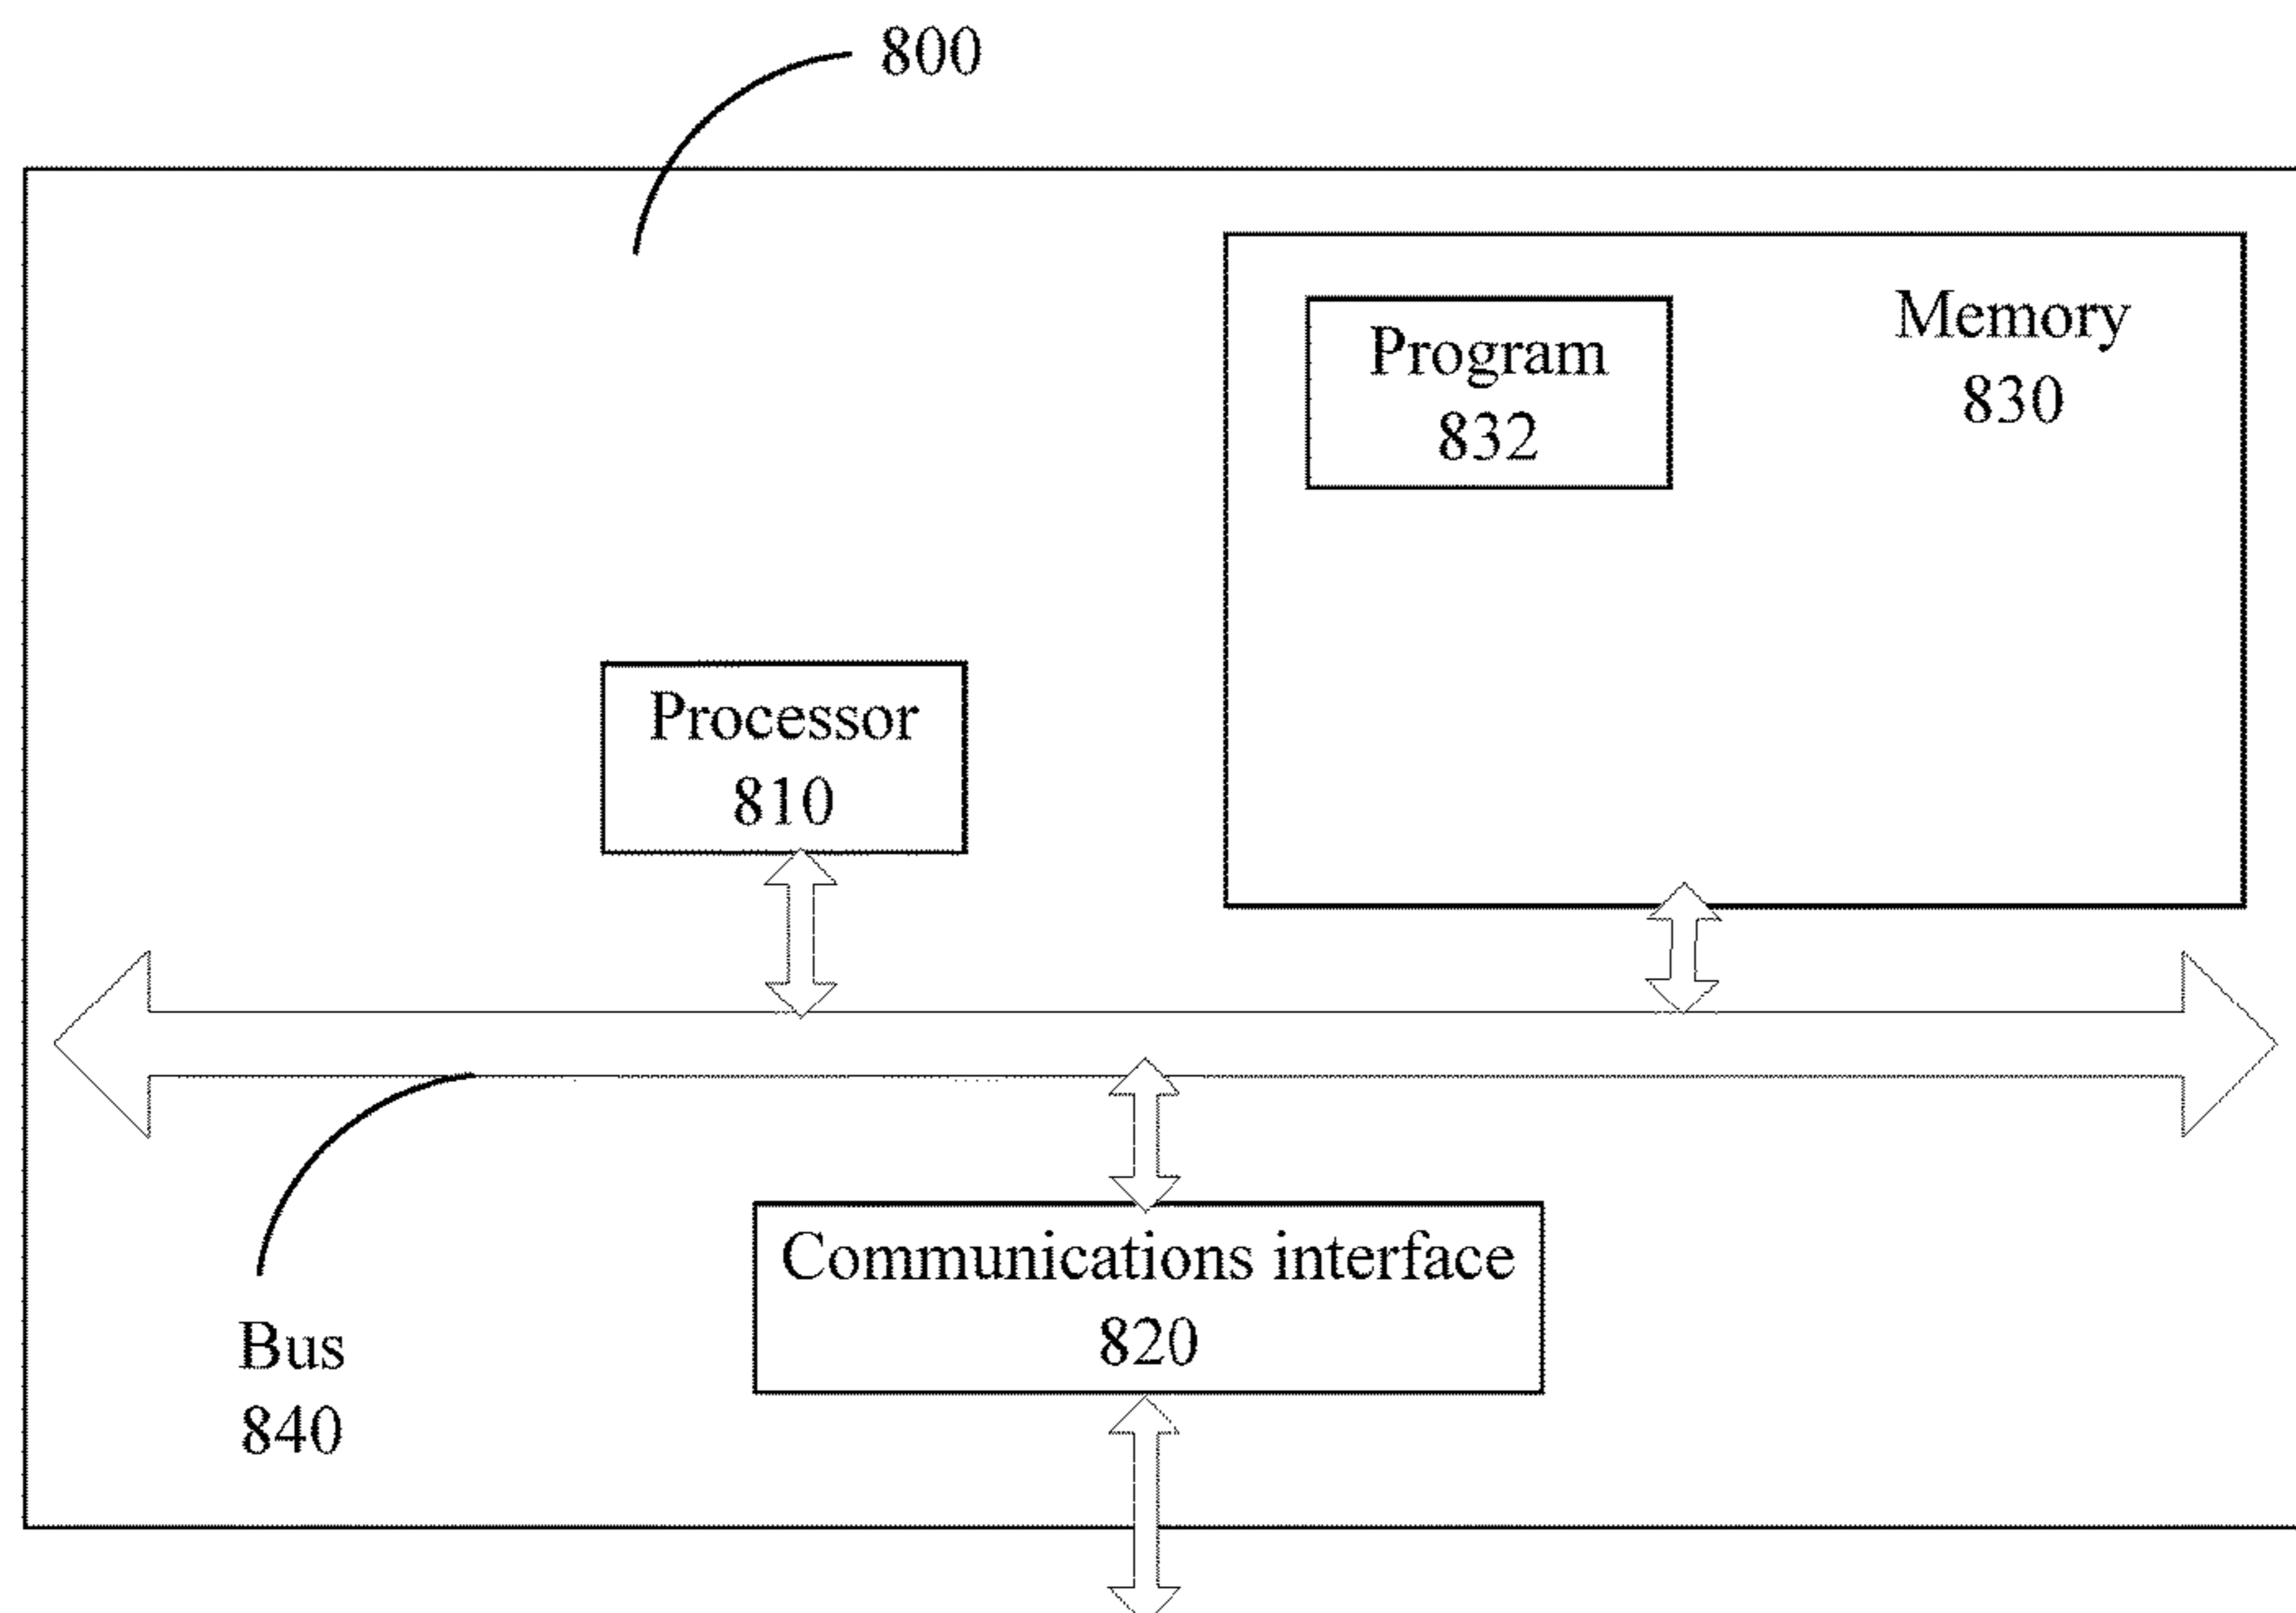 800
Program
832
Memory
830
Processor
810
Communications interface
820
Bus
840